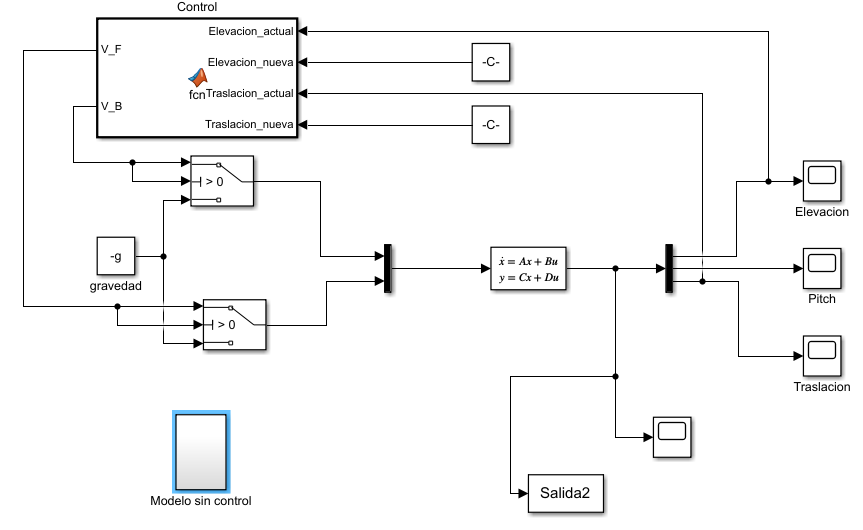 Control
Elevacion_actual
V_F
Elevacion_nueva
-C-
fcn
Traslacion_actual
V_B
Traslacion_nueva
-C-
> 0
Elevacion
-g
gravedad
ẋ = Ax + Bu
y = Cx + Du
Pitch
> 0
Traslacion
Salida2
Modelo sin control